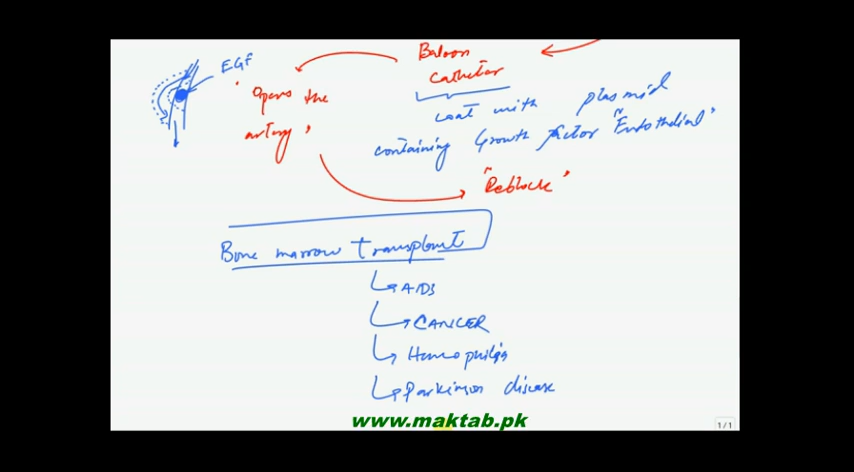 EGF
Baloon
Catheter
"Opens the
artery"
coat with plasmid
containing Growth factor "Endothelial"
"Reblock"
Bone marrow transplant
AIDS
CANCER
Hemophilia
Parkinson disease
www.maktab.pk
1/1